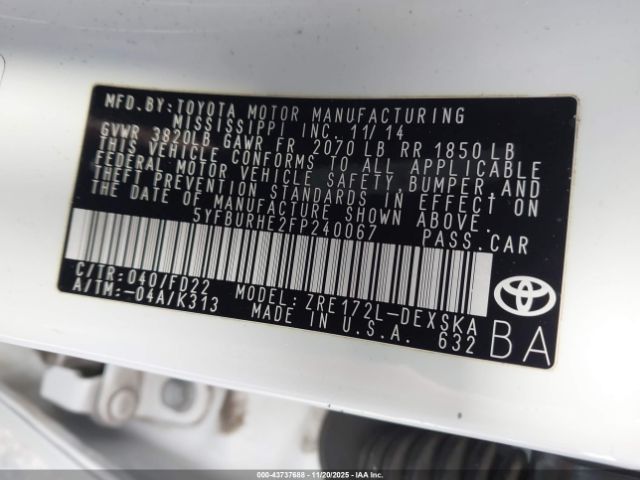 MFD. BY: TOYOTA MOTOR MANUFACTURING
MISSISSIPPI INC. 11/14
GVWR 3820LB GAWR FR 2070 LB RR 1850 LB
THIS VEHICLE CONFORMS TO ALL APPLICABLE
FEDERAL MOTOR VEHICLE SAFETY, BUMPER, AND
THEFT PREVENTION STANDARDS IN EFFECT ON
THE DATE OF MANUFACTURE SHOWN ABOVE.
5YFBURHE2FP240067 PASS. CAR
C/TR: 040/FD22
A/TM: -04A/K313
MODEL: ZRE172L-DEXSKA
MADE IN U.S.A. 632
TOYOTA
BA
000-43737688 - 11/20/2025 - IAAI.COM